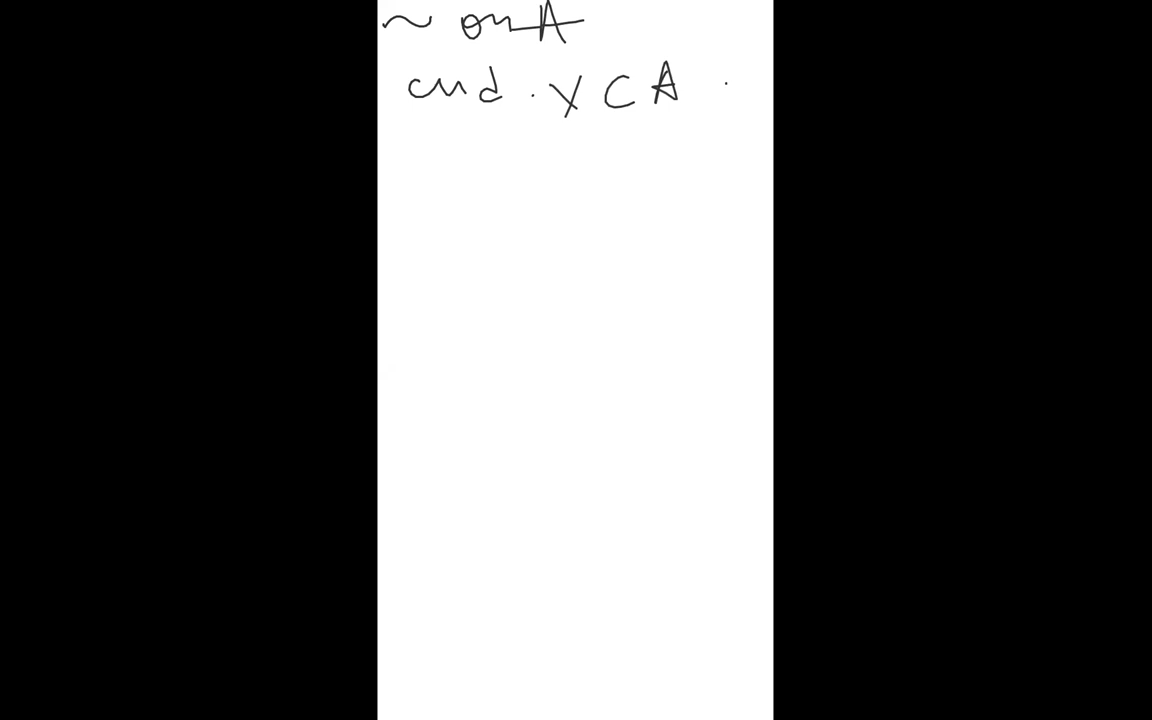 ~ on A
and . Y C A .